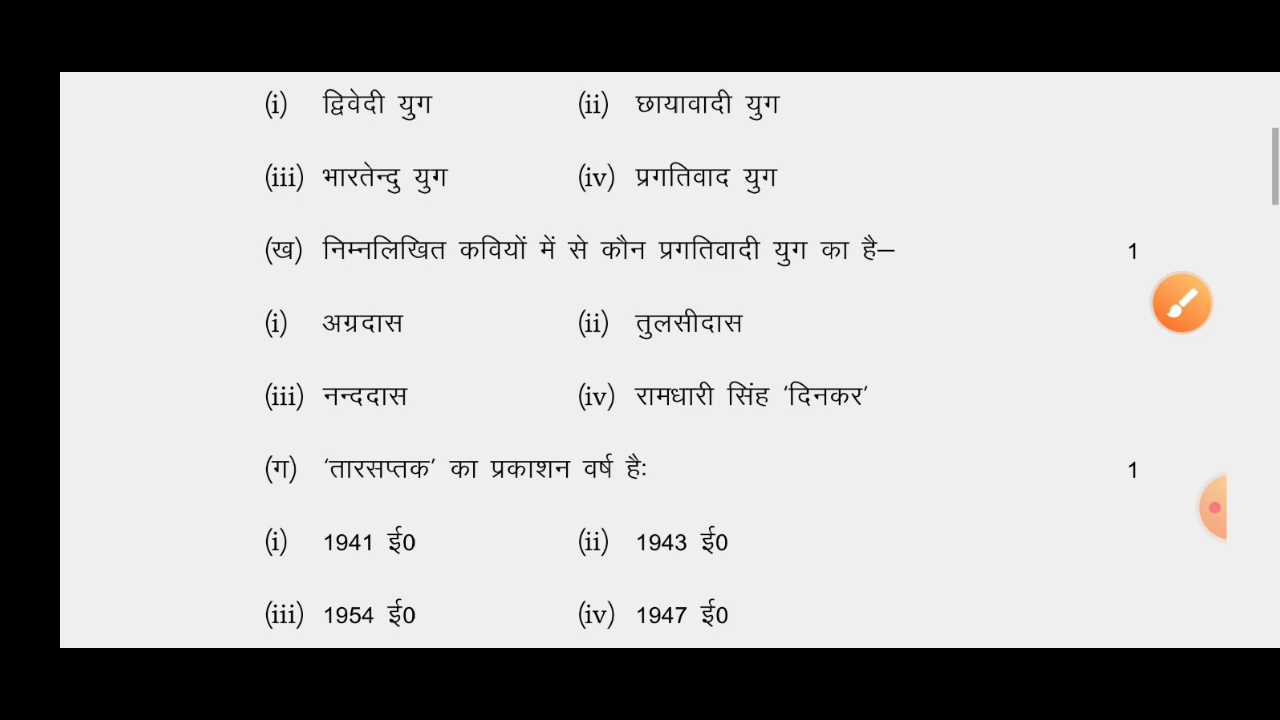 (i) द्विवेदी युग (ii) छायावादी युग
(iii) भारतेन्दु युग (iv) प्रगतिवाद युग
(ख) निम्नलिखित कवियों में से कौन प्रगतिवादी युग का है– 1
(i) अग्रदास (ii) तुलसीदास
(iii) नन्ददास (iv) रामधारी सिंह 'दिनकर'
(ग) 'तारसप्तक' का प्रकाशन वर्ष है: 1
(i) 1941 ई0 (ii) 1943 ई0
(iii) 1954 ई0 (iv) 1947 ई0